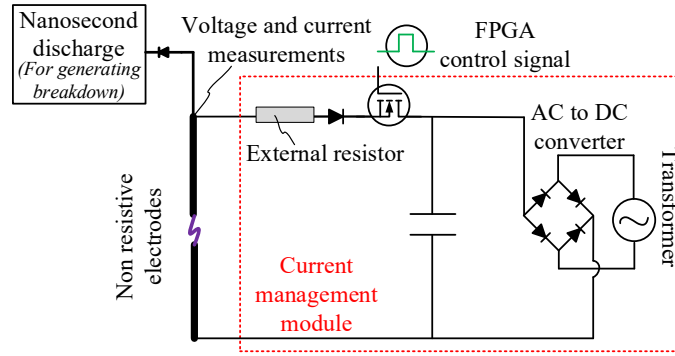 Nanosecond
discharge
(For generating
breakdown)
Voltage and current
measurements
FPGA
control signal
External resistor
AC to DC
converter
Transformer
Non resistive
electrodes
Current
management
module